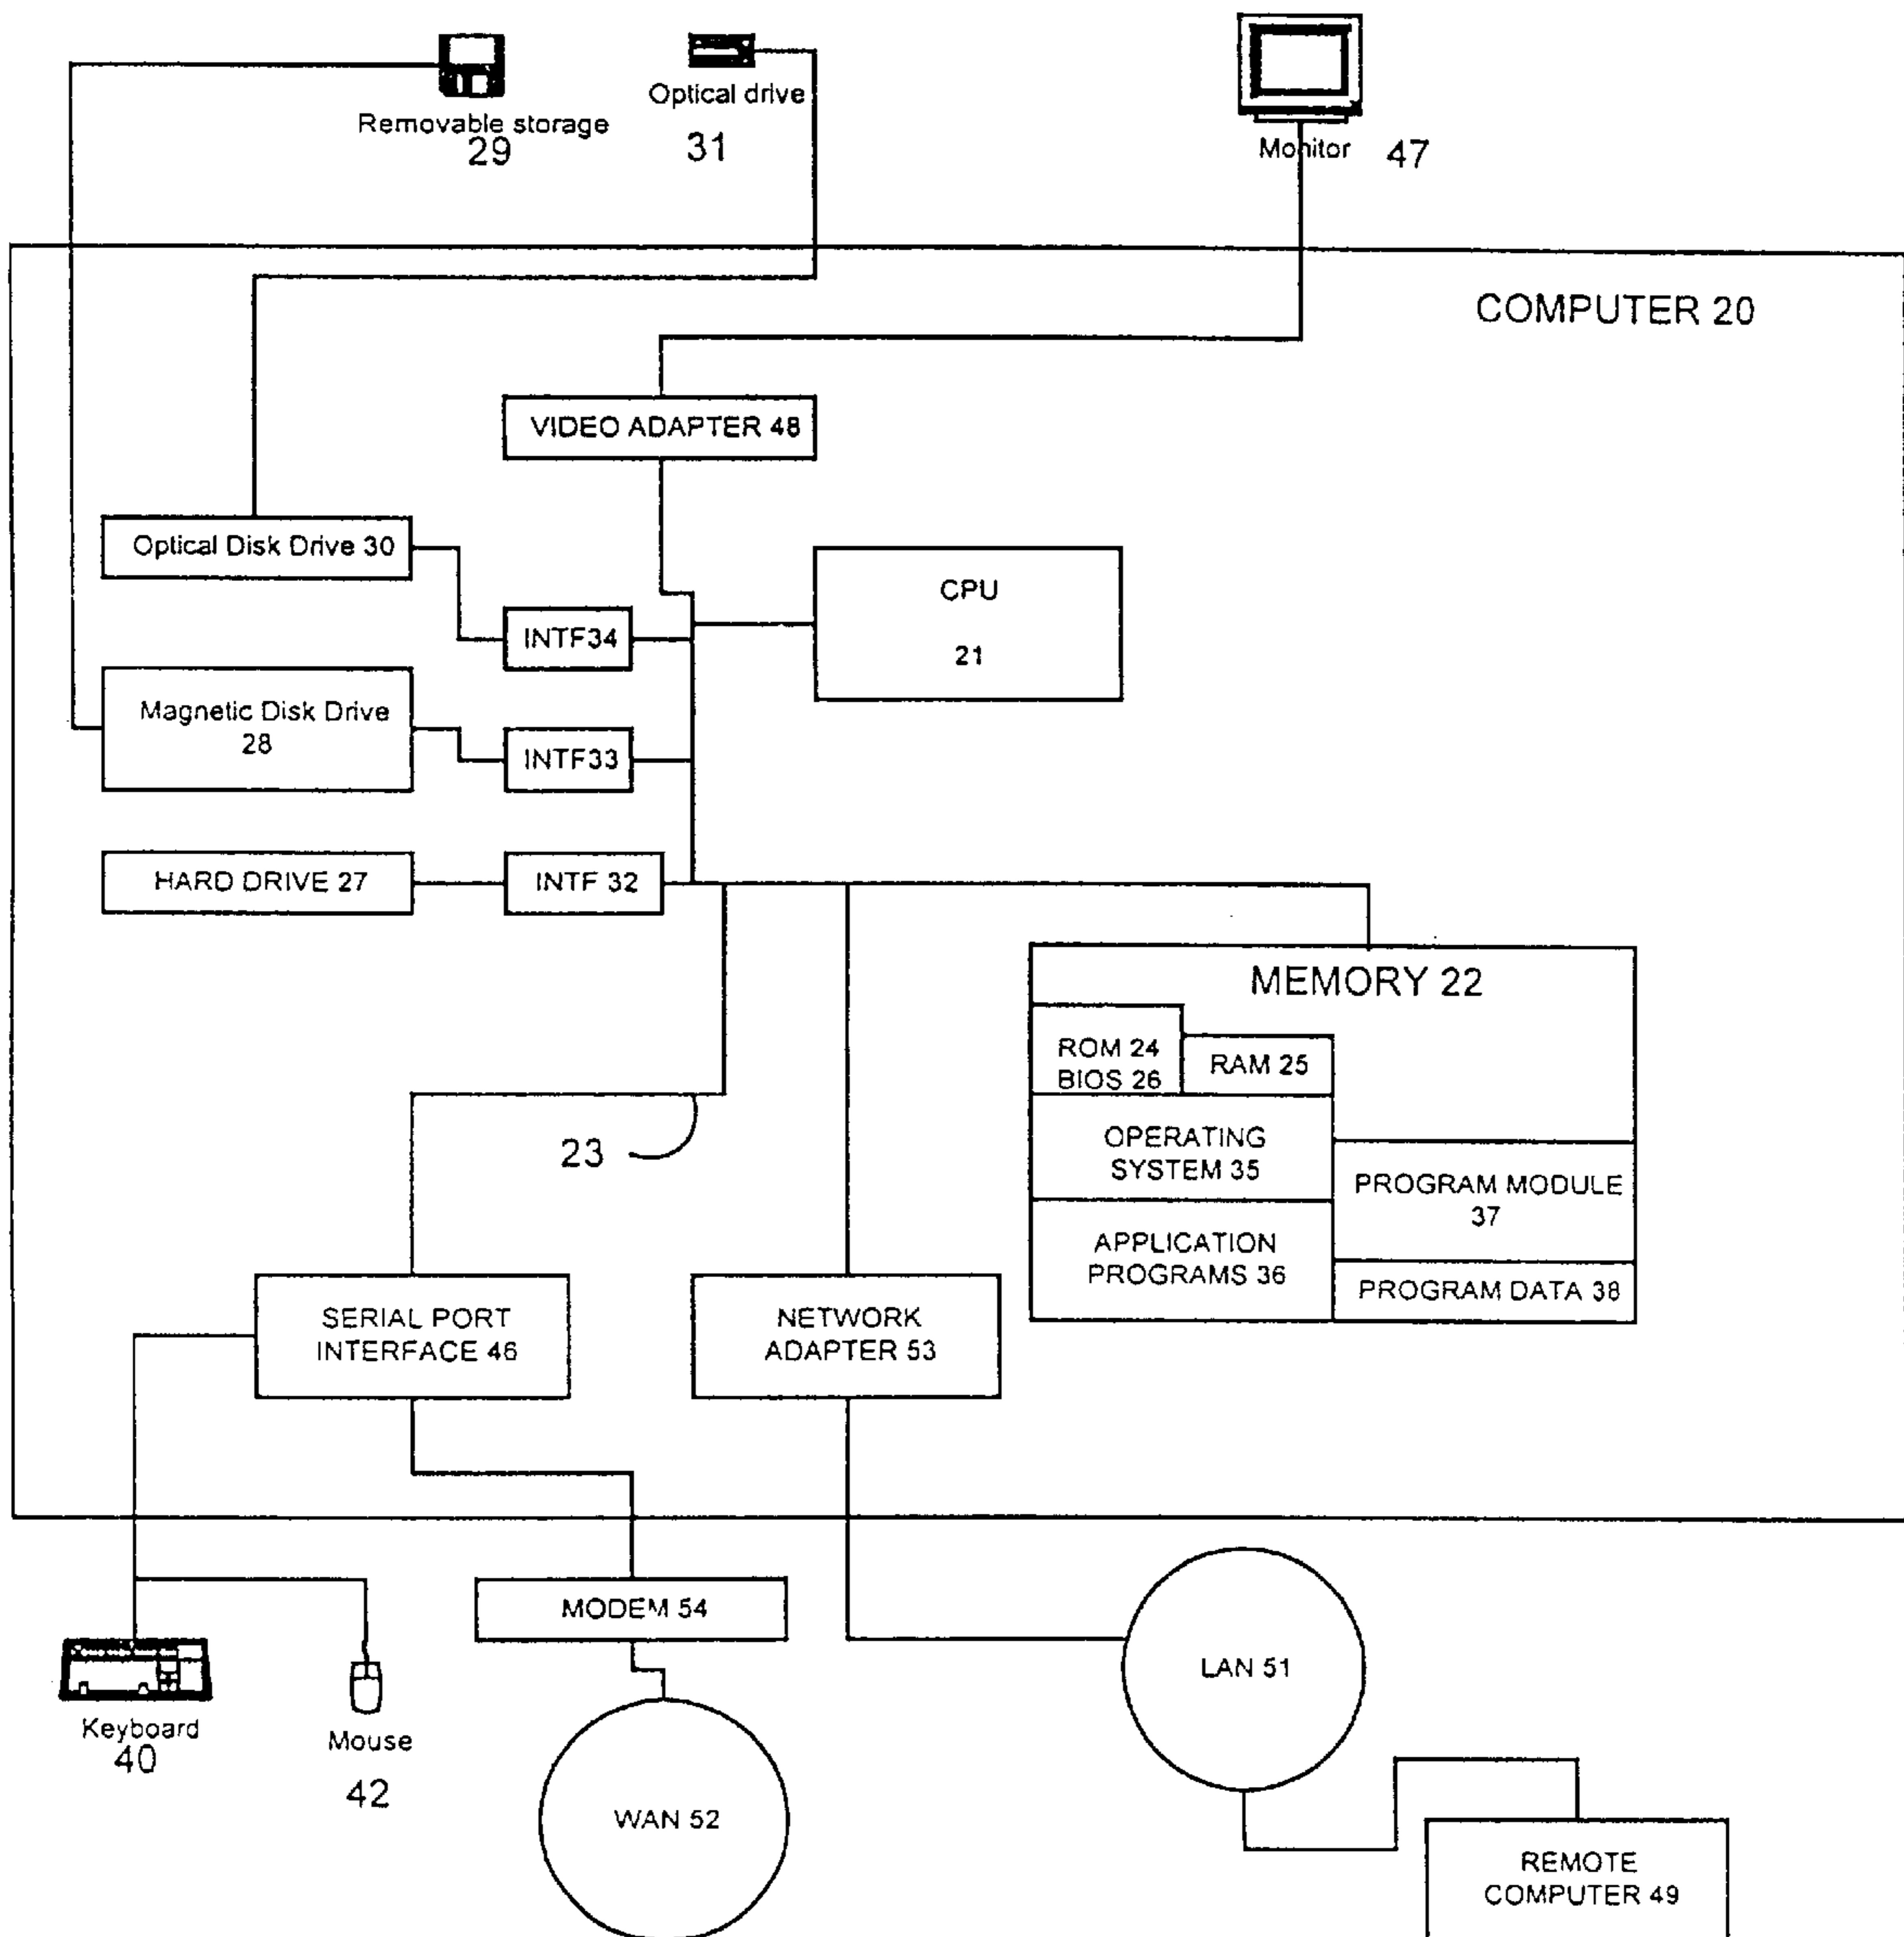 Removable storage
29
Optical drive
31
Monitor 47
COMPUTER 20
VIDEO ADAPTER 48
Optical Disk Drive 30
INTF34
CPU
21
Magnetic Disk Drive
28
INTF33
HARD DRIVE 27
INTF 32
MEMORY 22
ROM 24
BIOS 26
RAM 25
OPERATING
SYSTEM 35
PROGRAM MODULE
37
APPLICATION
PROGRAMS 36
PROGRAM DATA 38
23
SERIAL PORT
INTERFACE 46
NETWORK
ADAPTER 53
MODEM 54
Keyboard
40
Mouse
42
WAN 52
LAN 51
REMOTE
COMPUTER 49